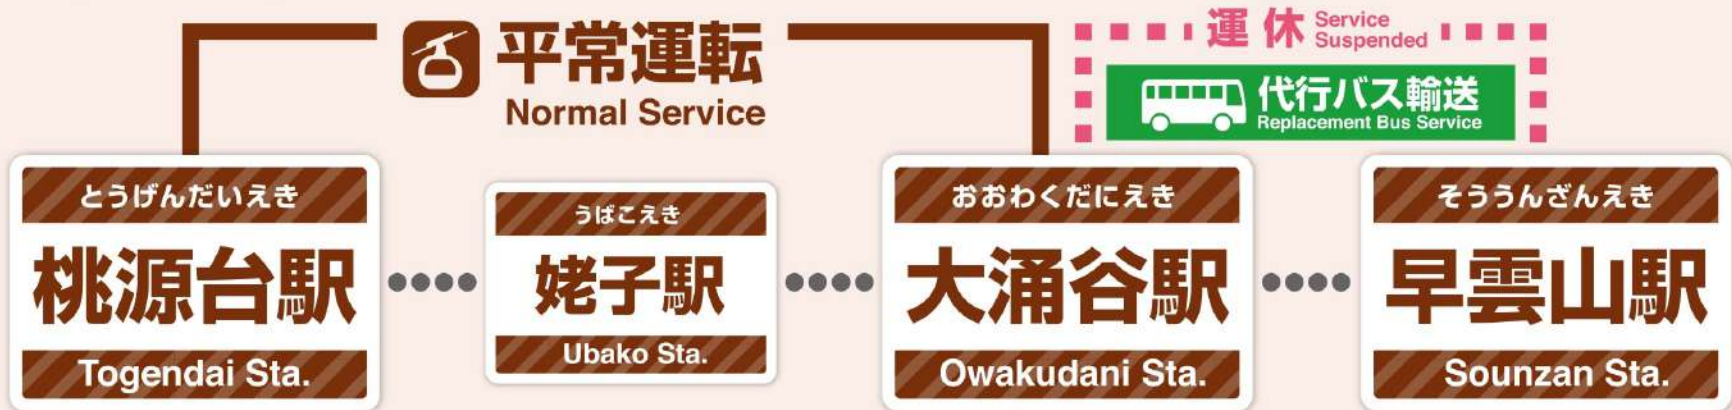 平常運転
Normal Service
運休 Service Suspended
代行バス輸送
Replacement Bus Service
とうげんだいえき
桃源台駅
Togendai Sta.
うばこえき
姥子駅
Ubako Sta.
おおわくだにえき
大涌谷駅
Owakudani Sta.
そううんざんえき
早雲山駅
Sounzan Sta.